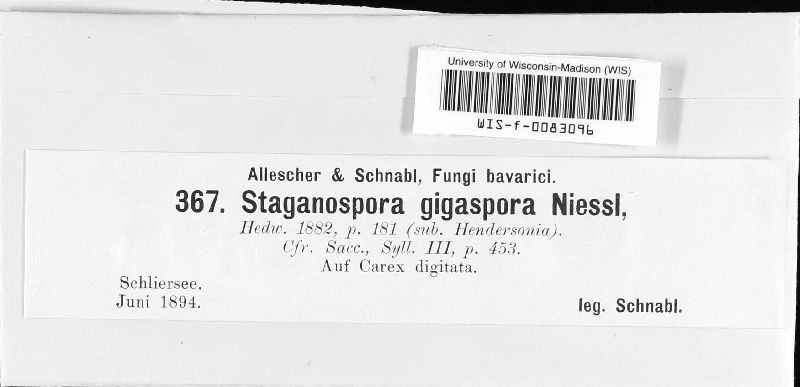 University of Wisconsin-Madison (WIS)
WIS-f-0083096
Allescher & Schnabl, Fungi bavarici.
367. Staganospora gigaspora Niessl,
Hedw. 1882, p. 181 (sub. Hendersonia).
Cfr. Sacc., Syll. III, p. 453.
Auf Carex digitata.
Schliersee.
Juni 1894.
leg. Schnabl.